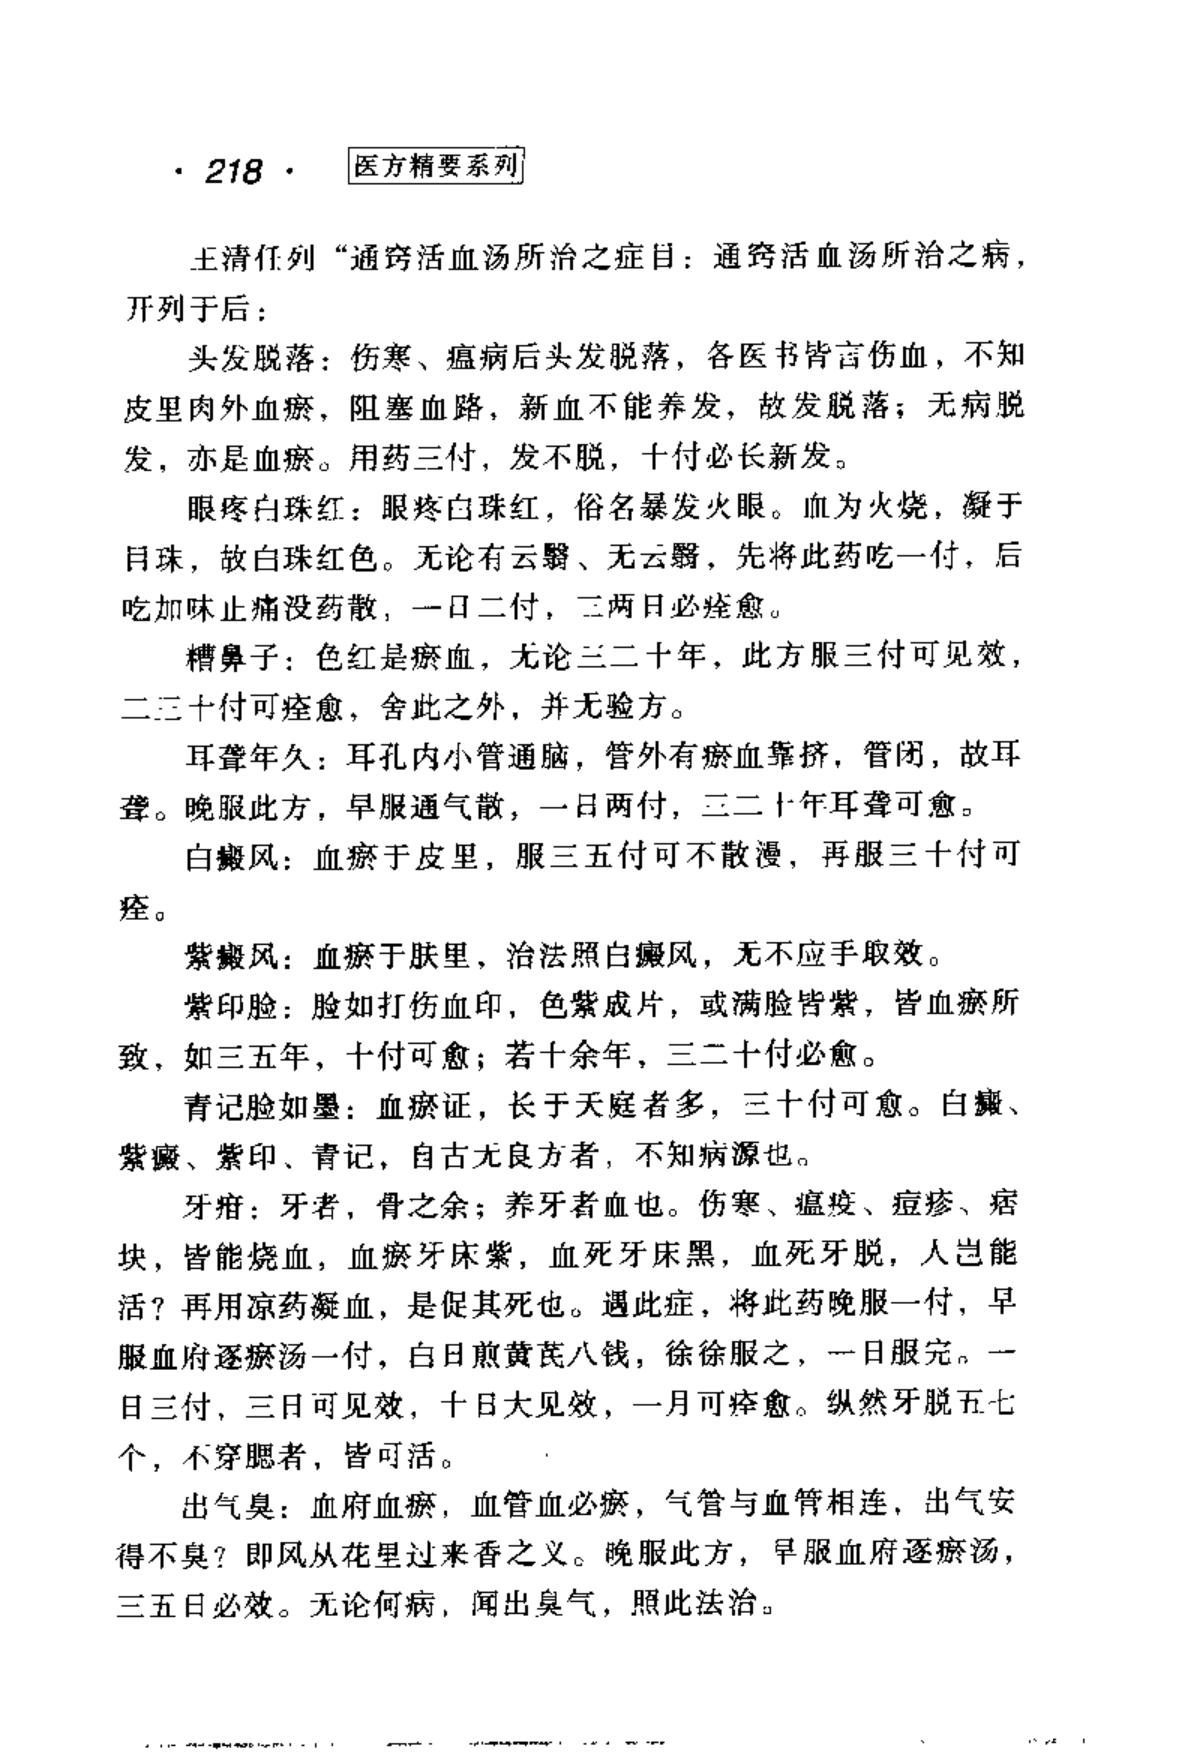 · 218 · 医方精要系列
王清任列“通窍活血汤所治之症目：通窍活血汤所治之病，
开列于后：
头发脱落：伤寒、瘟病后头发脱落，各医书皆言伤血，不知
皮里肉外血瘀，阻塞血路，新血不能养发，故发脱落；无病脱
发，亦是血瘀。用药三付，发不脱，十付必长新发。
眼疼白珠红：眼疼白珠红，俗名暴发火眼。血为火烧，凝于
目珠，故白珠红色。无论有云翳、无云翳，先将此药吃一付，后
吃加味止痛没药散，一日二付，三两日必痊愈。
糟鼻子：色红是瘀血，无论三二十年，此方服三付可见效，
二三十付可痊愈，舍此之外，并无验方。
耳聋年久：耳孔内小管通脑，管外有瘀血靠挤，管闭，故耳
聋。晚服此方，早服通气散，一日两付，三二十年耳聋可愈。
白癜风：血瘀于皮里，服三五付可不散漫，再服三十付可
痊。
紫癜风：血瘀于肤里，治法照白癜风，无不应手取效。
紫印脸：脸如打伤血印，色紫成片，或满脸皆紫，皆血瘀所
致，如三五年，十付可愈；若十余年，三二十付必愈。
青记脸如墨：血瘀证，长于天庭者多，三十付可愈。白癜、
紫癜、紫印、青记，自古无良方者，不知病源也。
牙疳：牙者，骨之余；养牙者血也。伤寒、瘟疫、痘疹、痞
块，皆能烧血，血瘀牙床紫，血死牙床黑，血死牙脱，人岂能
活？再用凉药凝血，是促其死也。遇此症，将此药晚服一付，早
服血府逐瘀汤一付，白日煎黄芪八钱，徐徐服之，一日服完。一
日三付，三日可见效，十日大见效，一月可痊愈。纵然牙脱五七
个，不穿腮者，皆可活。
出气臭：血府血瘀，血管血必瘀，气管与血管相连，出气安
得不臭？即风从花里过来香之义。晚服此方，早服血府逐瘀汤，
三五日必效。无论何病，闻出臭气，照此法治。